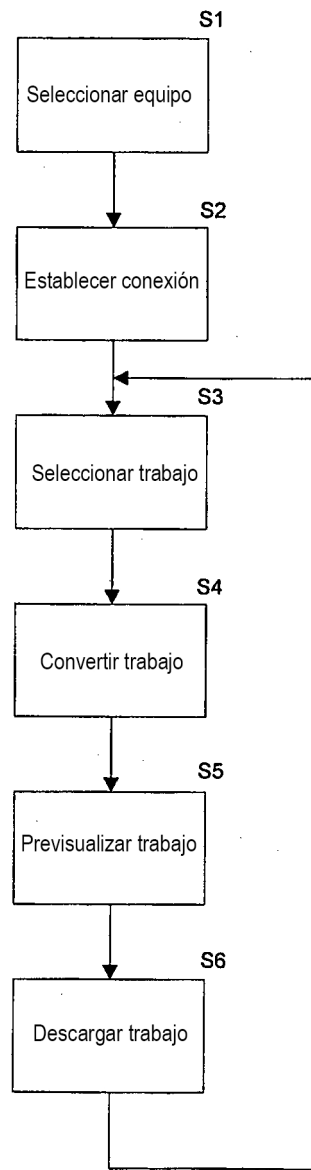 S1
Seleccionar equipo
S2
Establecer conexión
S3
Seleccionar trabajo
S4
Convertir trabajo
S5
Previsualizar trabajo
S6
Descargar trabajo